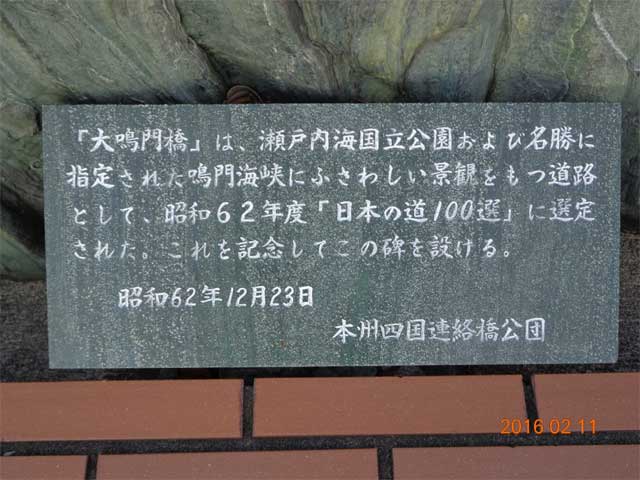 「大鳴門橋」は、瀬戸内海国立公園および名勝に
指定された鳴門海峡にふさわしい景観をもつ道路
として、昭和62年度「日本の道100選」に選定
された。これを記念してこの碑を設ける。
昭和62年12月23日
本州四国連絡橋公団
2016 02 11